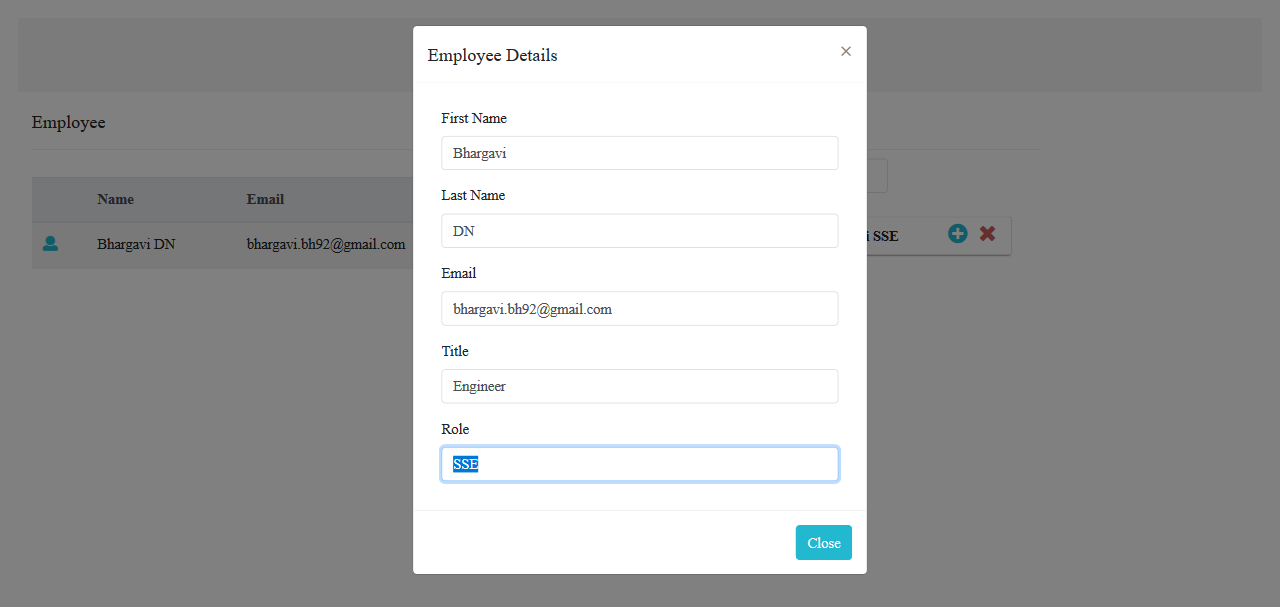 Employee Details
×
First Name
Bhargavi
Last Name
DN
Email
bhargavi.bh92@gmail.com
Title
Engineer
Role
SSE
Close
Employee
Name Email
Bhargavi DN bhargavi.bh92@gmail.com
SSE